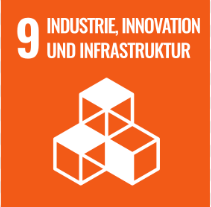 9 INDUSTRIE, INNOVATION
UND INFRASTRUKTUR